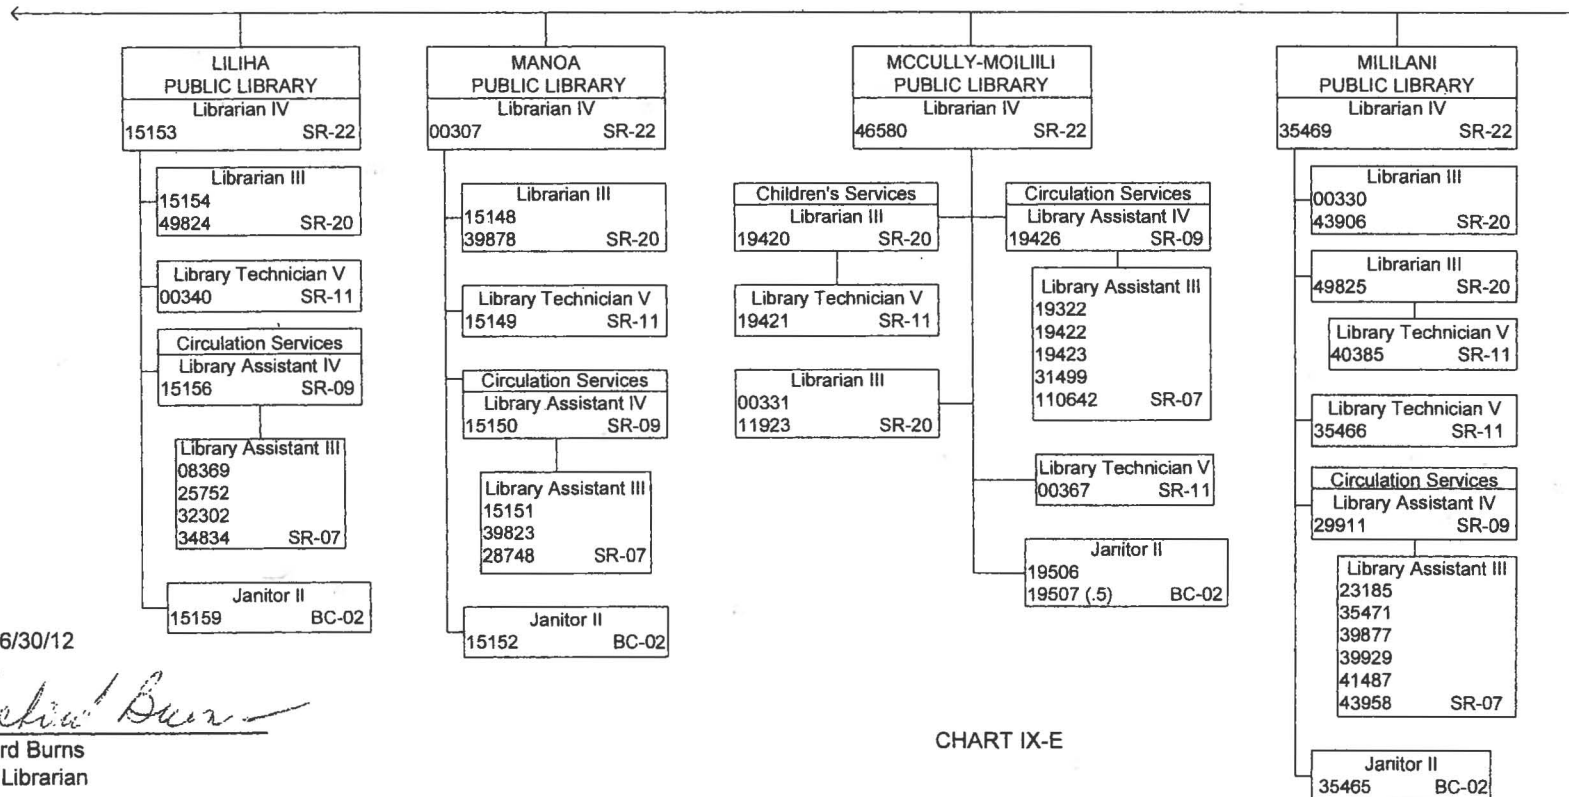 LILIHA
PUBLIC LIBRARY
Librarian IV
15153 SR-22
Librarian III
15154
49824 SR-20
Library Technician V
00340 SR-11
Circulation Services
Library Assistant IV
15156 SR-09
Library Assistant III
08369
25752
32302
34834 SR-07
Janitor II
15159 BC-02
MANOA
PUBLIC LIBRARY
Librarian IV
00307 SR-22
Librarian III
15148
39878 SR-20
Library Technician V
15149 SR-11
Circulation Services
Library Assistant IV
15150 SR-09
Library Assistant III
15151
39823
28748 SR-07
Janitor II
15152 BC-02
MCCULLY-MOILIILI
PUBLIC LIBRARY
Librarian IV
46580 SR-22
Children's Services
Librarian III
19420 SR-20
Library Technician V
19421 SR-11
Librarian III
00331
11923 SR-20
Circulation Services
Library Assistant IV
19426 SR-09
Library Assistant III
19322
19422
19423
31499
110642 SR-07
Library Technician V
00367 SR-11
Janitor II
19506
19507 (.5) BC-02
MILILANI
PUBLIC LIBRARY
Librarian IV
35469 SR-22
Librarian III
00330
43906 SR-20
Librarian III
49825 SR-20
Library Technician V
40385 SR-11
Library Technician V
35466 SR-11
Circulation Services
Library Assistant IV
29911 SR-09
Library Assistant III
23185
35471
39877
39929
41487
43958 SR-07
Janitor II
35465 BC-02
6/30/12
Burns
rd Burns
Librarian
CHART IX-E